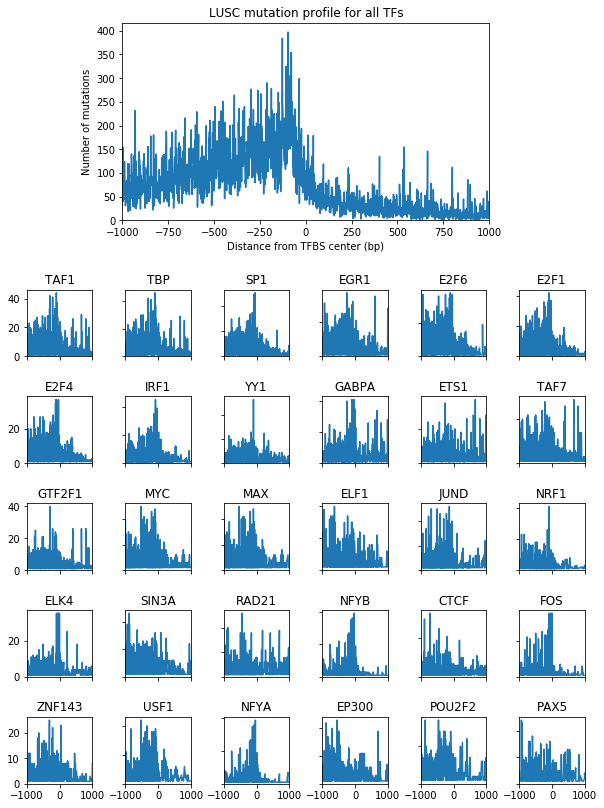 LUSC mutation profile for all TFs
400
350
300
250
200
150
100
50
0
Number of mutations
−1000 −750 −500 −250 0 250 500 750 1000
Distance from TFBS center (bp)
TAF1 TBP SP1 EGR1 E2F6 E2F1
40
20
0
E2F4 IRF1 YY1 GABPA ETS1 TAF7
20
0
GTF2F1 MYC MAX ELF1 JUND NRF1
40
20
0
ELK4 SIN3A RAD21 NFYB CTCF FOS
20
0
ZNF143 USF1 NFYA EP300 POU2F2 PAX5
20
10
0
−1000 0 1000 −1000 0 1000 −1000 0 1000 −1000 0 1000 −1000 0 1000 −1000 0 1000